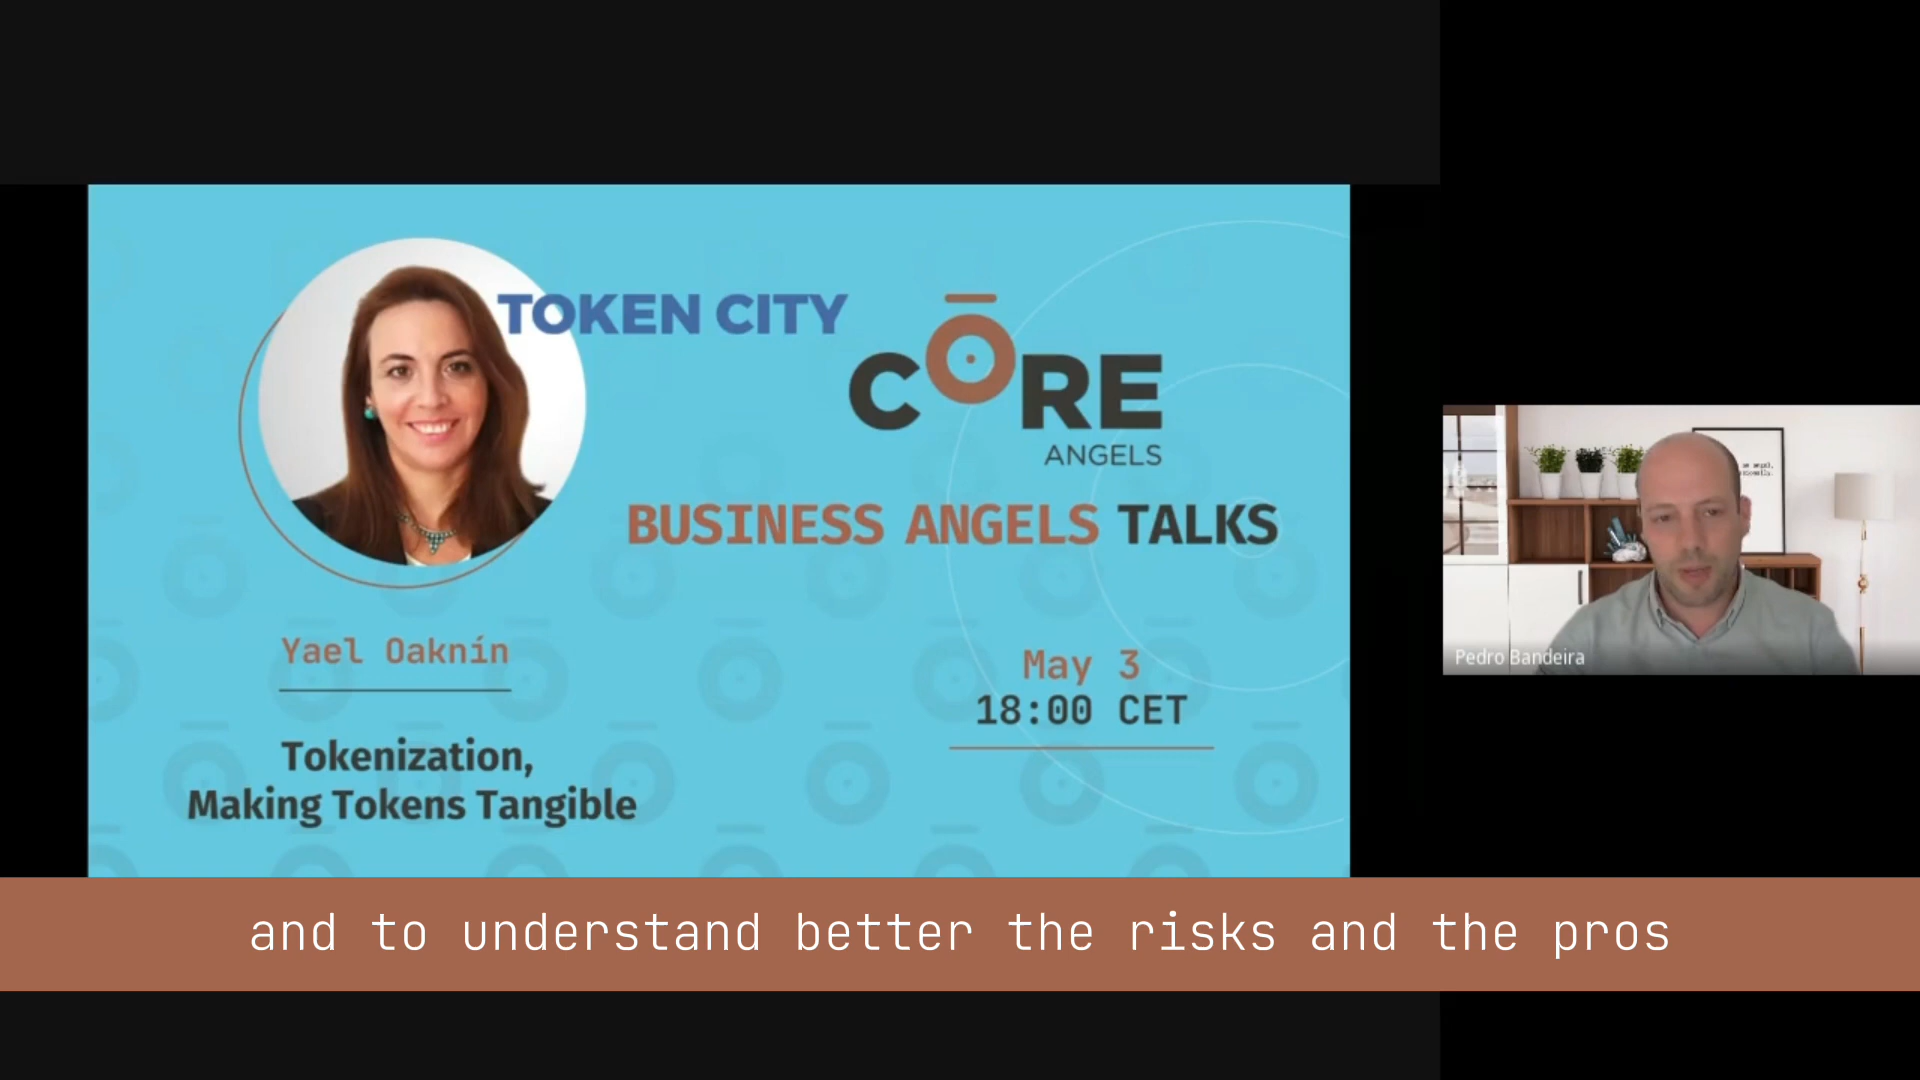 TOKEN CITY
CŌRE
ANGELS
BUSINESS ANGELS TALKS
Yael Oaknín
Tokenization,
Making Tokens Tangible
May 3
18:00 CET
Pedro Bandeira
and to understand better the risks and the pros